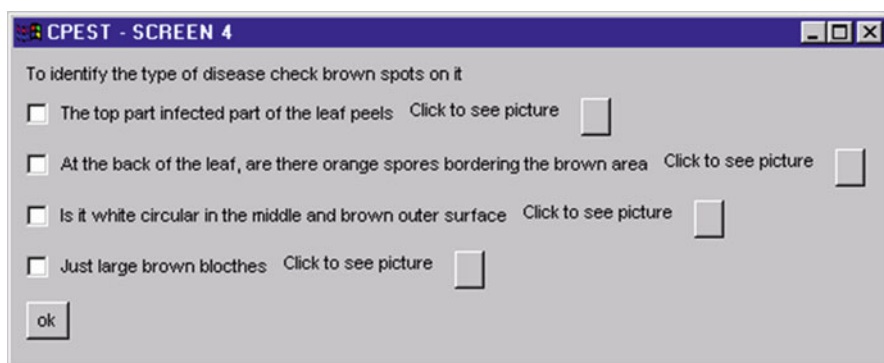 CPEST - SCREEN 4
To identify the type of disease check brown spots on it
The top part infected part of the leaf peels Click to see picture
At the back of the leaf, are there orange spores bordering the brown area Click to see picture
Is it white circular in the middle and brown outer surface Click to see picture
Just large brown blocthes Click to see picture
ok